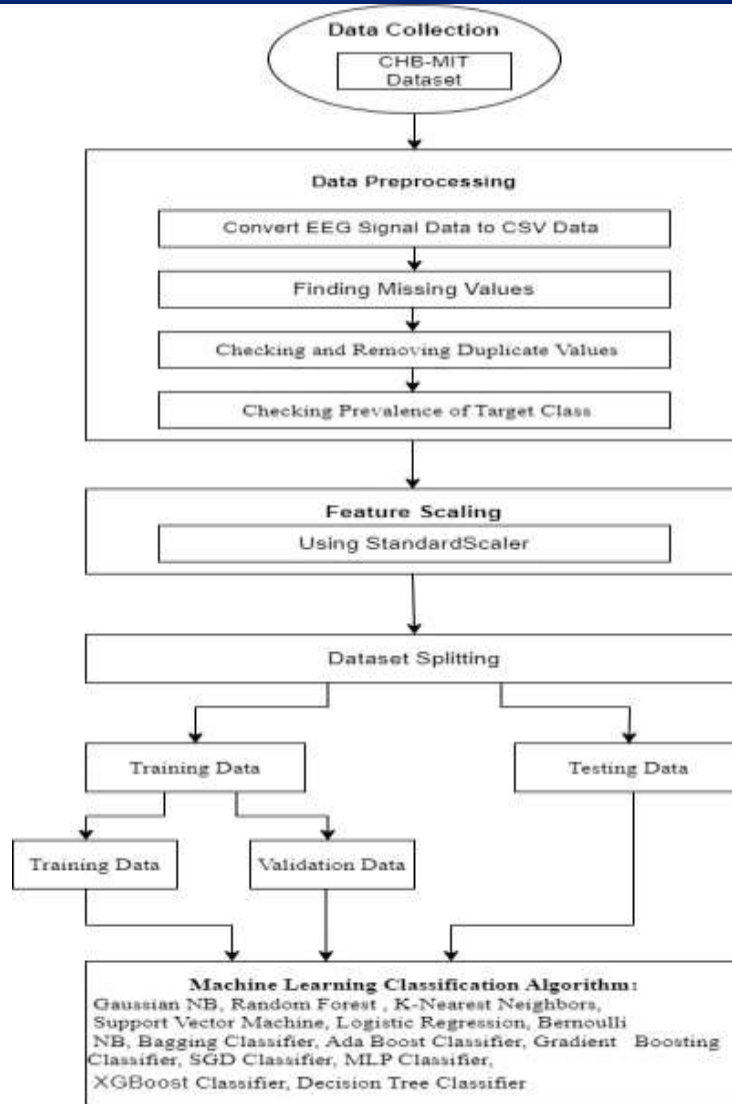 Data Collection
CHB-MIT
Dataset
Data Preprocessing
Convert EEG Signal Data to CSV Data
Finding Missing Values
Checking and Removing Duplicate Values
Checking Prevalence of Target Class
Feature Scaling
Using StandardScaler
Dataset Splitting
Training Data
Testing Data
Training Data
Validation Data
Machine Learning Classification Algorithm:
Gaussian NB, Random Forest , K-Nearest Neighbors,
Support Vector Machine, Logistic Regression, Bernoulli
NB, Bagging Classifier, Ada Boost Classifier, Gradient Boosting
Classifier, SGD Classifier, MLP Classifier,
XGBoost Classifier, Decision Tree Classifier